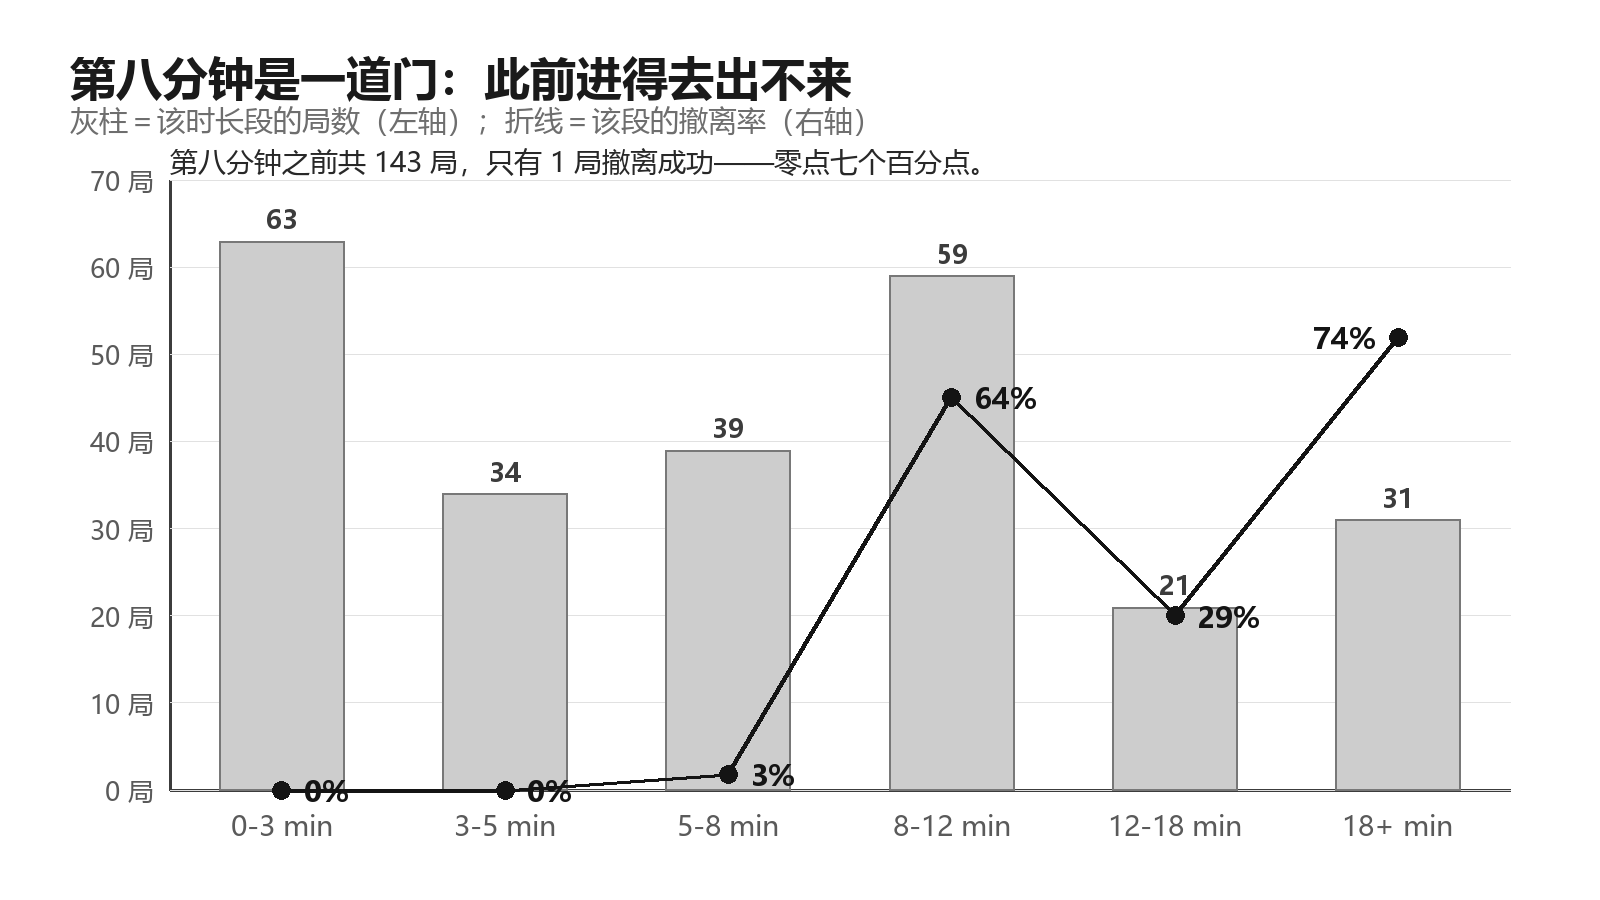 第八分钟是一道门：此前进得去出不来
灰柱＝该时长段的局数（左轴）；折线＝该段的撤离率（右轴）
第八分钟之前共 143 局，只有 1 局撤离成功——零点七个百分点。
70 局
60 局
50 局
40 局
30 局
20 局
10 局
0 局
63
34
39
59
21
31
0%
0%
3%
64%
29%
74%
0-3 min
3-5 min
5-8 min
8-12 min
12-18 min
18+ min